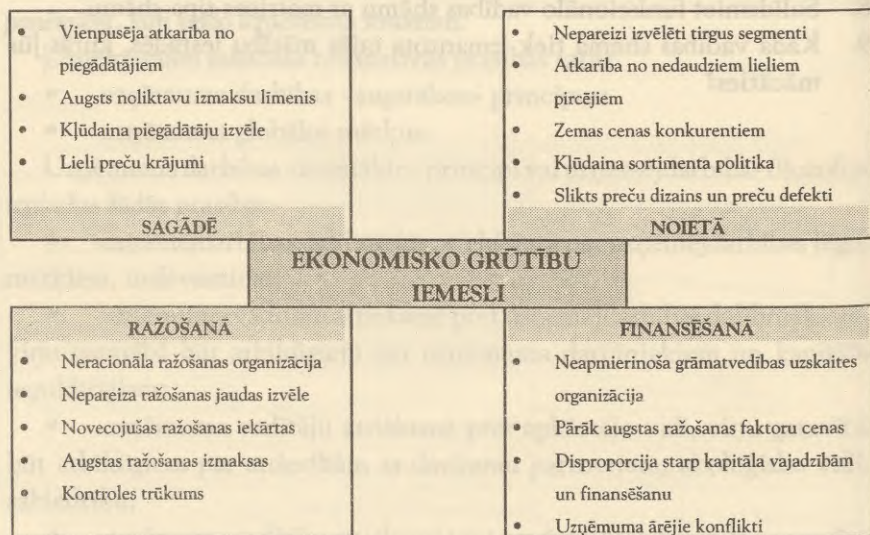 • Vienpusēja atkarība no
piegādātājiem
• Augsts noliktavu izmaksu līmenis
• Kļūdaina piegādātāju izvēle
• Lieli preču krājumi
SAGĀDĒ
• Nepareizi izvēlēti tirgus segmenti
• Atkarība no nedaudziem lieliem
pircējiem
• Zemas cenas konkurentiem
• Kļūdaina sortimenta politika
• Slikts preču dizains un preču defekti
NOIETĀ
EKONOMISKO GRŪTĪBU
IEMESLI
RAŽOŠANĀ
• Neracionāla ražošanas organizācija
• Nepareiza ražošanas jaudas izvēle
• Novecojušas ražošanas iekārtas
• Augstas ražošanas izmaksas
• Kontroles trūkums
FINANSĒŠANĀ
• Neapmierinoša grāmatvedības uzskaites
organizācija
• Pārāk augstas ražošanas faktoru cenas
• Disproporcija starp kapitāla vajadzībām
un finansēšanu
• Uzņēmuma ārējie konflikti